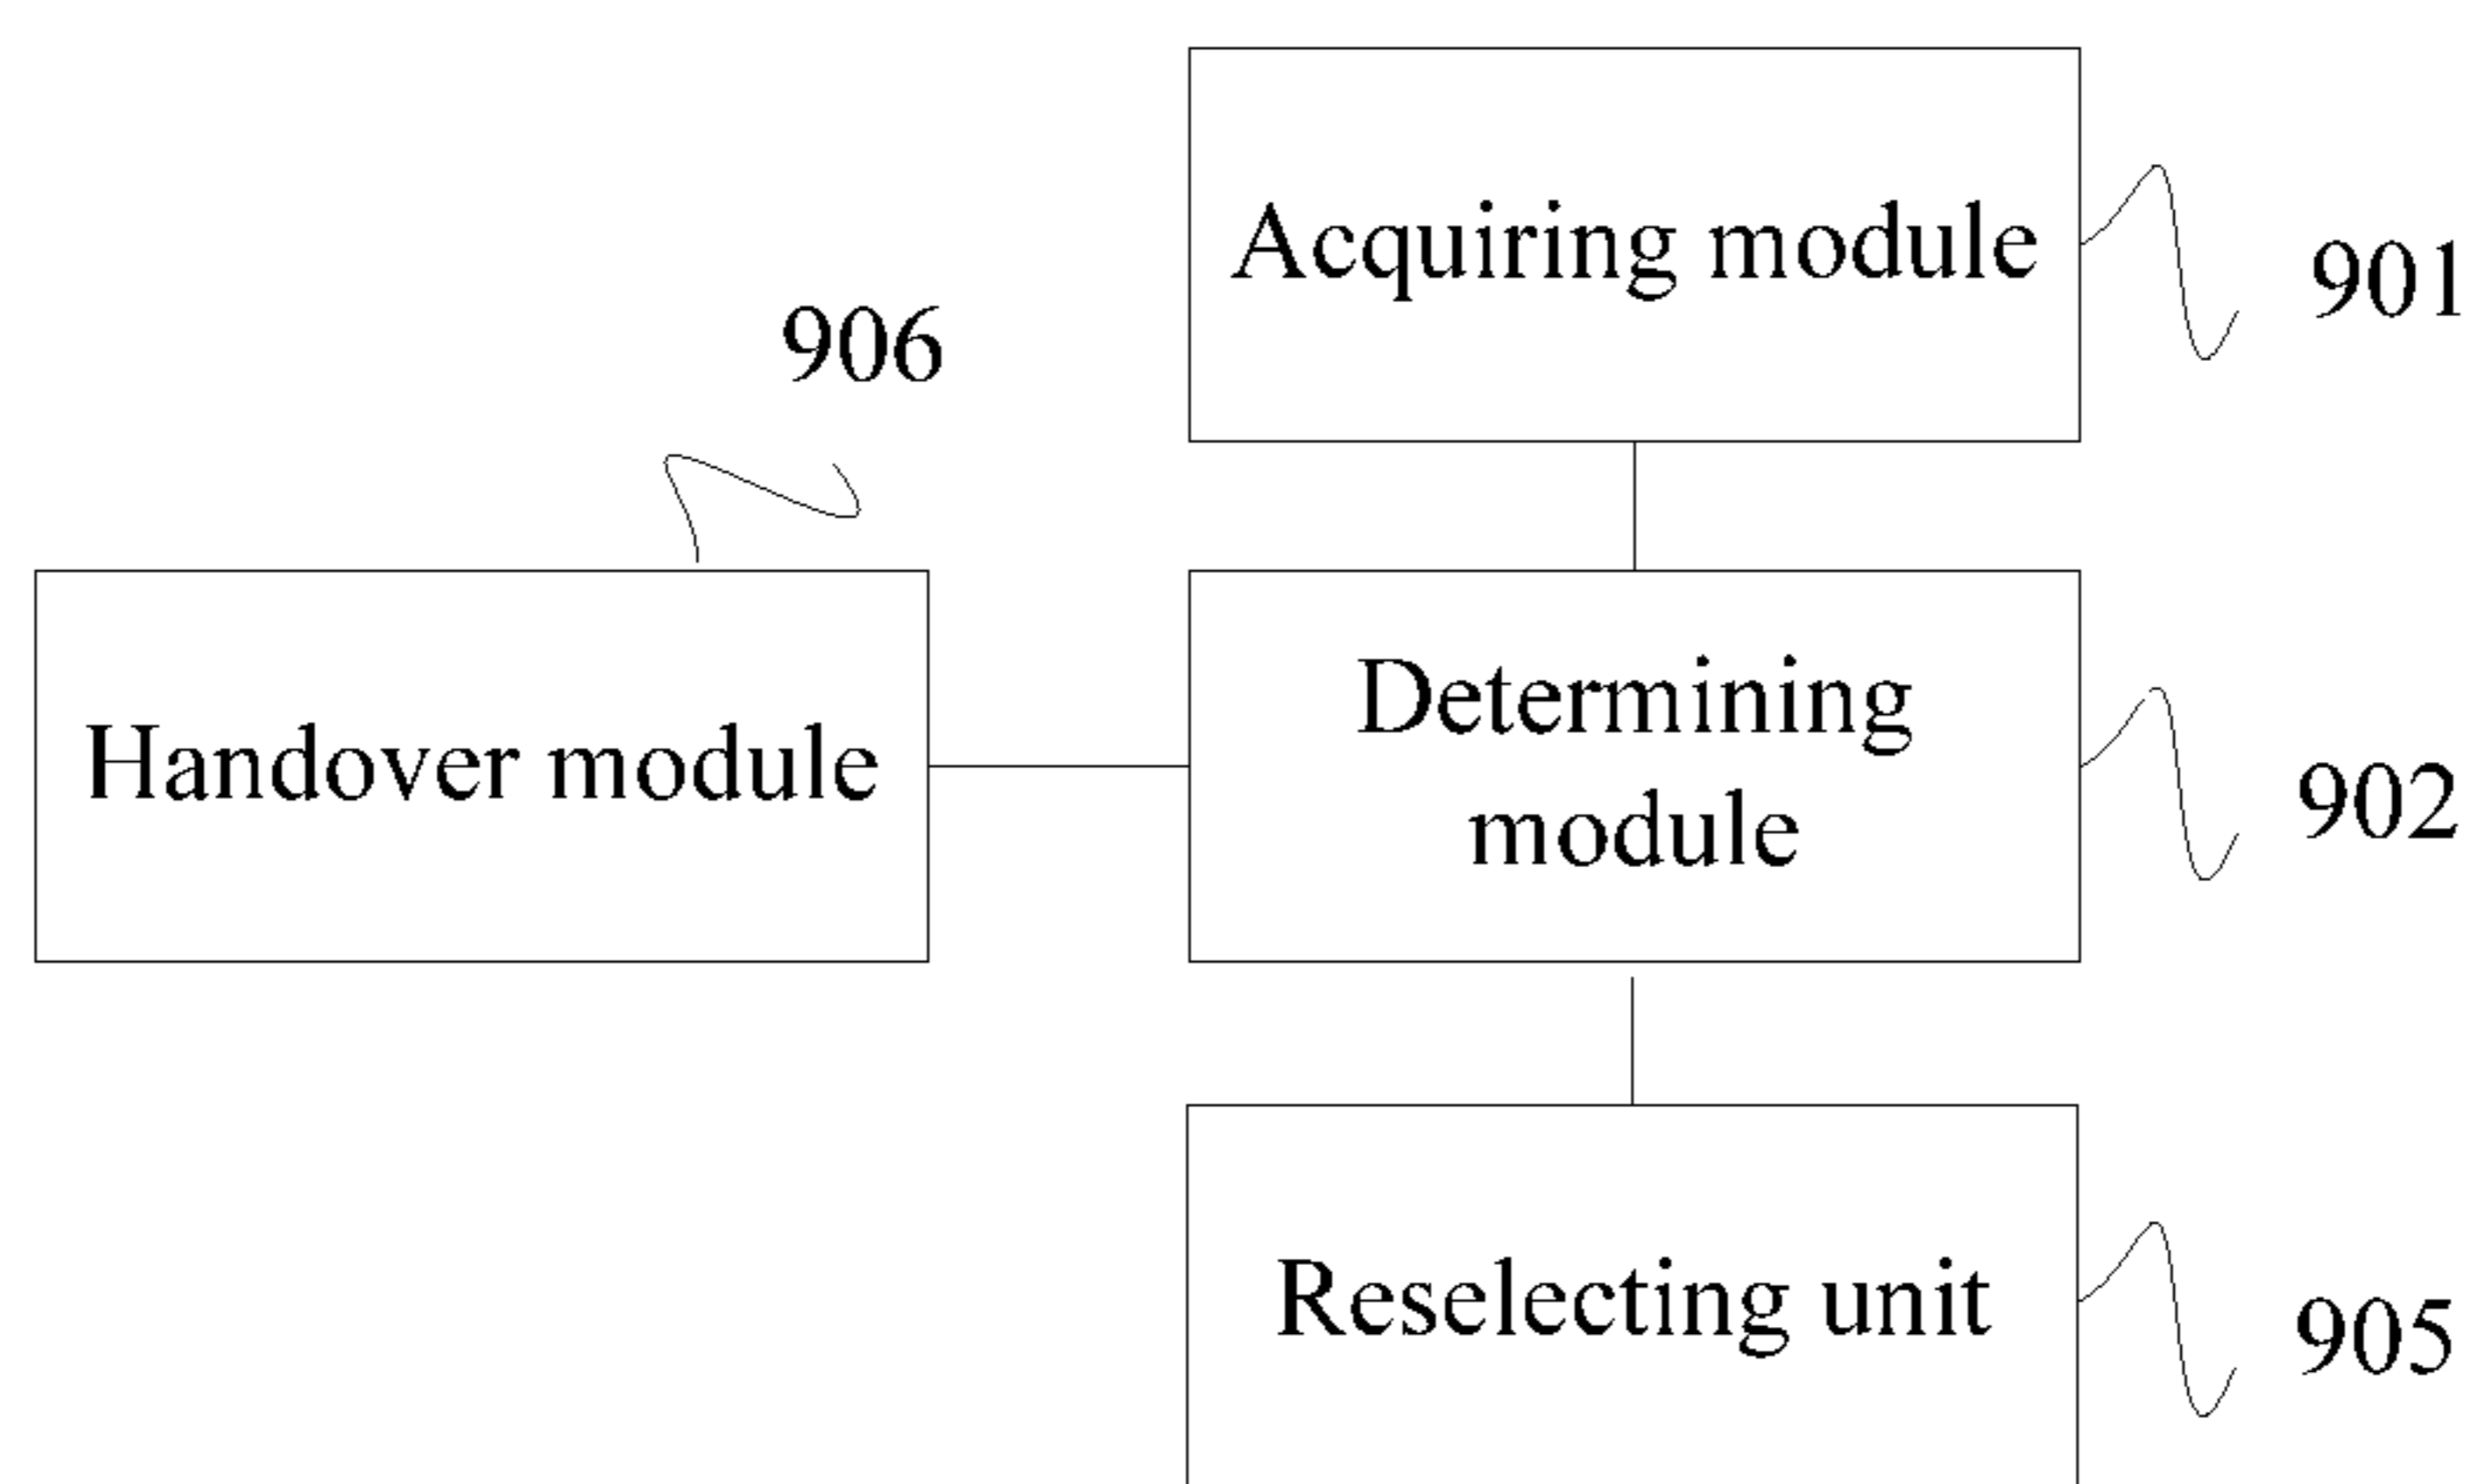 Acquiring module
901
906
Handover module
Determining
module
902
Reselecting unit
905